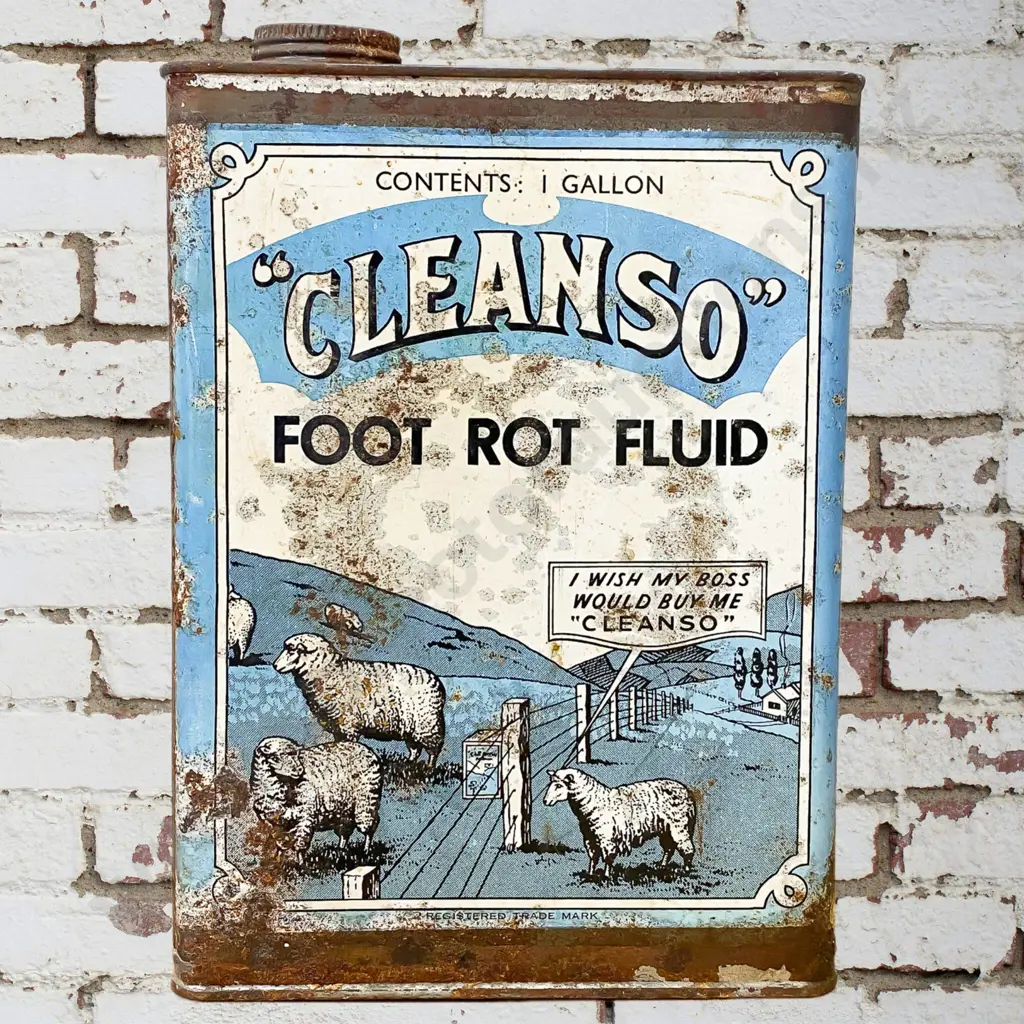 CONTENTS: 1 GALLON
"CLEANSO"
FOOT ROT FLUID
I WISH MY BOSS
WOULD BUY ME
"CLEANSO"
REGISTERED TRADE MARK